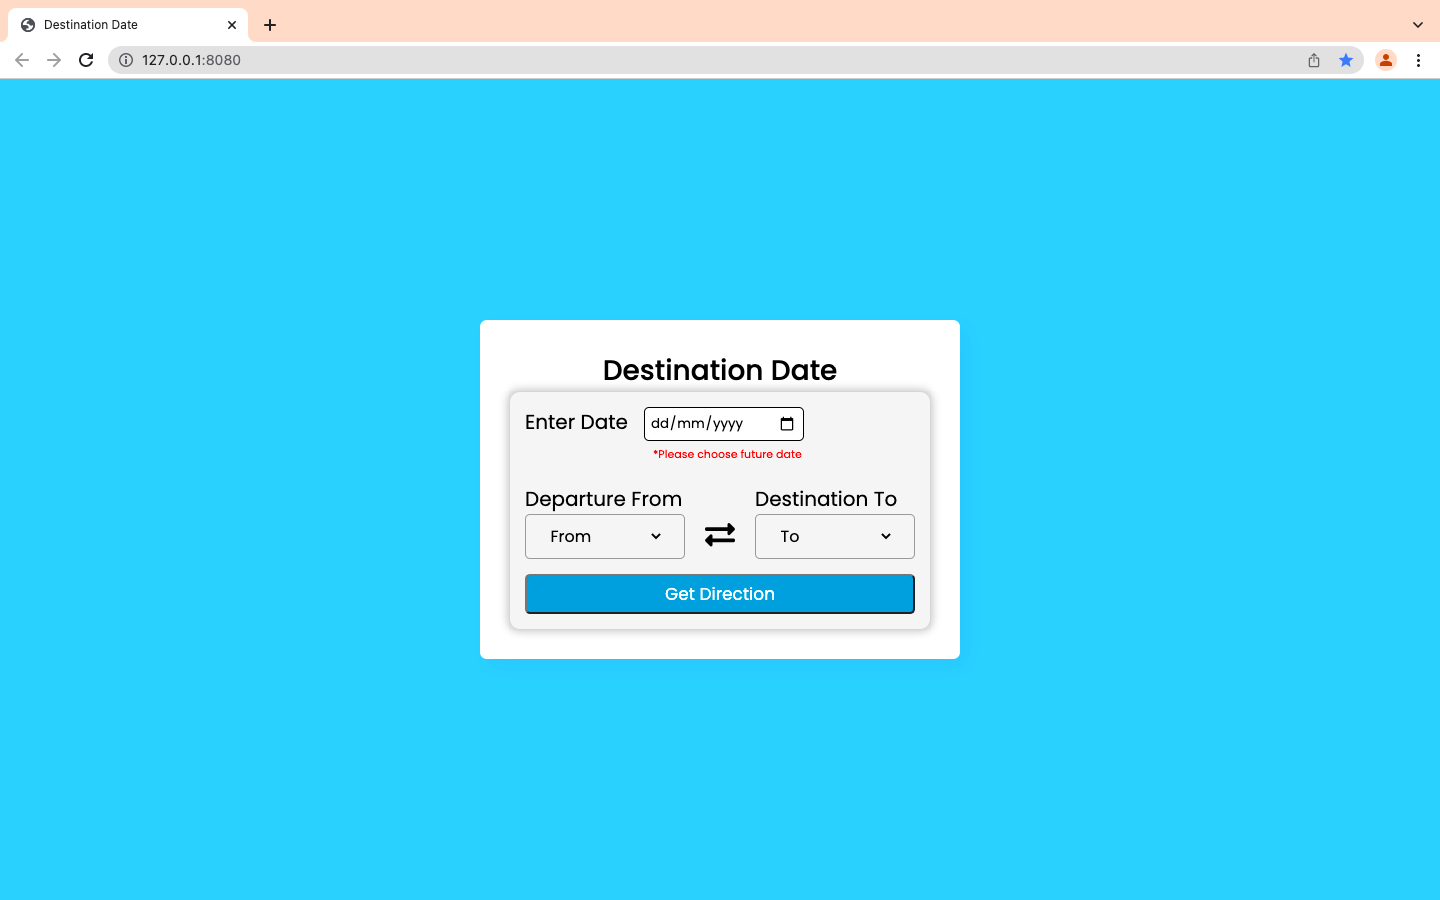 Destination Date
127.0.0.1:8080
Destination Date
Enter Date dd/mm/yyyy
*Please choose future date
Departure From Destination To
From To
Get Direction